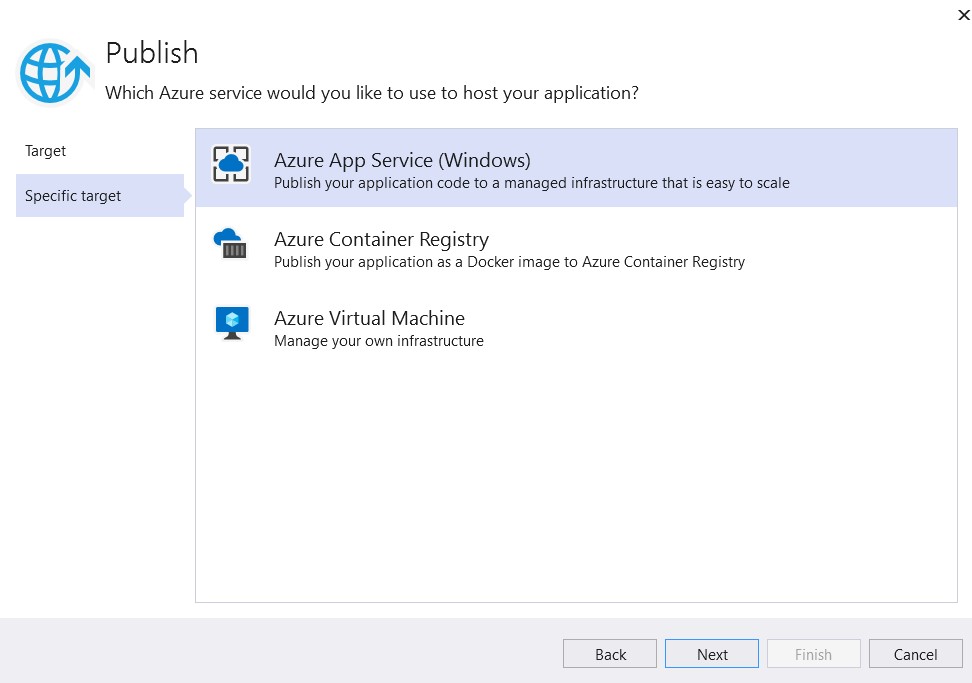 Publish
Which Azure service would you like to use to host your application?
Target
Specific target
Azure App Service (Windows)
Publish your application code to a managed infrastructure that is easy to scale
Azure Container Registry
Publish your application as a Docker image to Azure Container Registry
Azure Virtual Machine
Manage your own infrastructure
Back
Next
Finish
Cancel